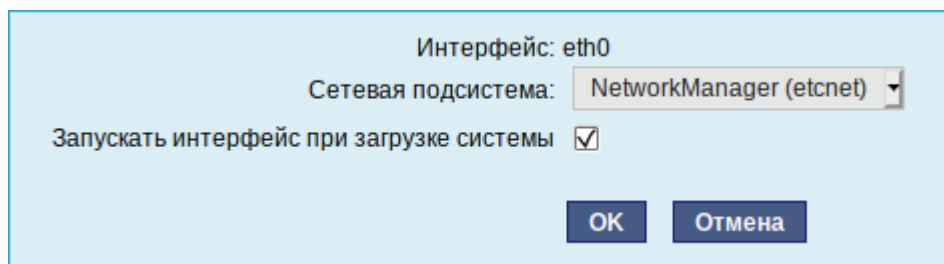 Интерфейс: eth0
Сетевая подсистема: NetworkManager (etcnet)
Запускать интерфейс при загрузке системы
OK Отмена